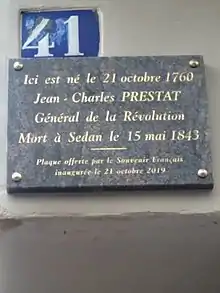 41
Ici est né le 21 octobre 1760
Jean - Charles PRESTAT
Général de la Révolution
Mort à Sedan le 15 mai 1843
Plaque offerte par le Souvenir Français
inaugurée le 21 octobre 2019